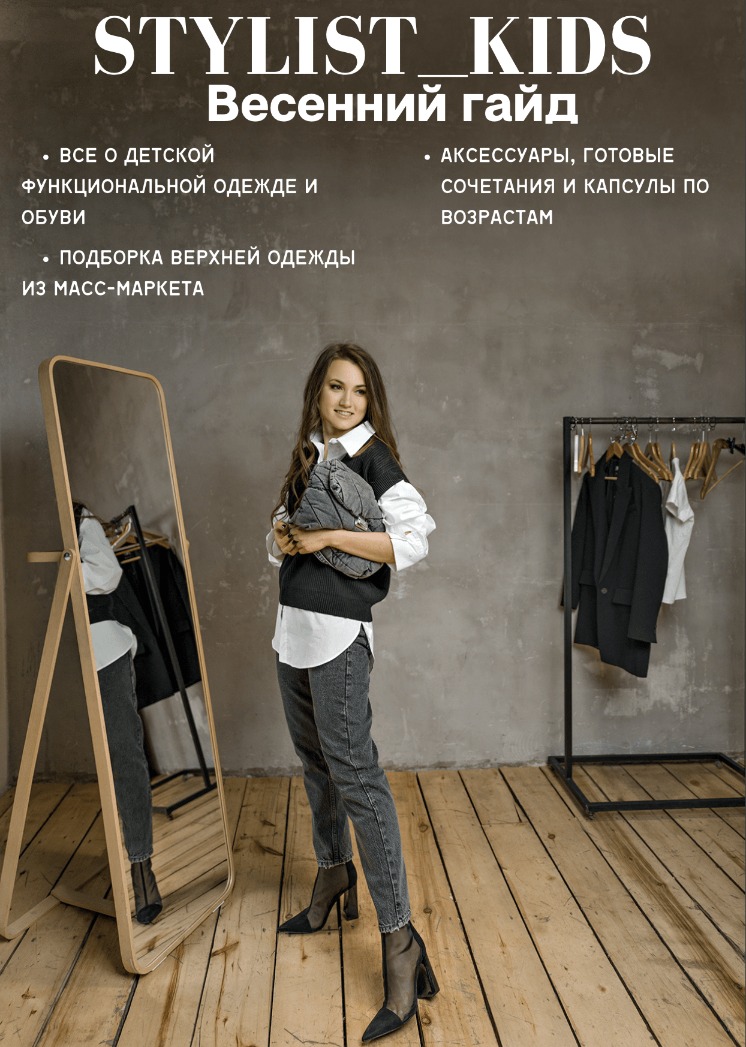 STYLIST_KIDS
Весенний гайд
• ВСЕ О ДЕТСКОЙ
ФУНКЦИОНАЛЬНОЙ ОДЕЖДЕ И
ОБУВИ
• ПОДБОРКА ВЕРХНЕЙ ОДЕЖДЫ
ИЗ МАСС-МАРКЕТА
• АКСЕССУАРЫ, ГОТОВЫЕ
СОЧЕТАНИЯ И КАПСУЛЫ ПО
ВОЗРАСТАМ